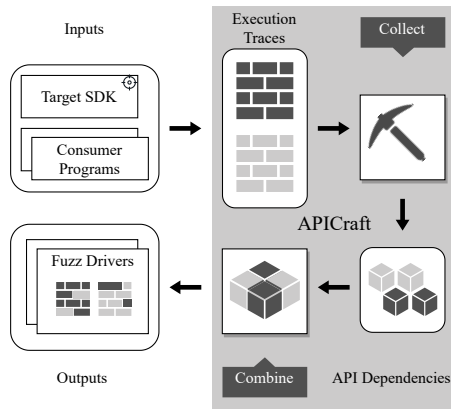 Inputs
Execution
Traces
Collect
Target SDK
Consumer
Programs
APICraft
Fuzz Drivers
Outputs
Combine
API Dependencies